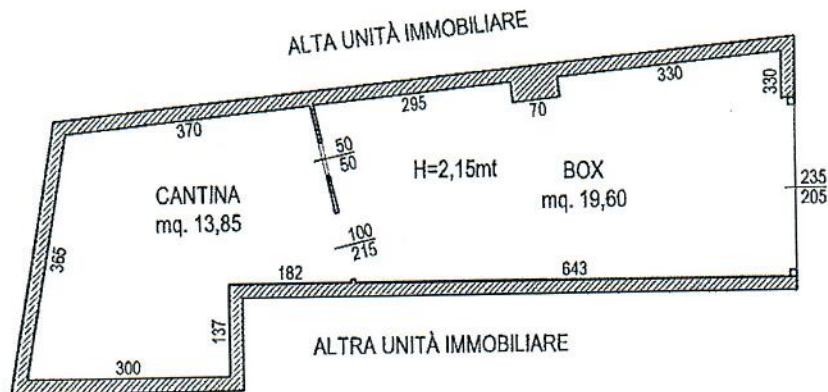 ALTA UNITÀ IMMOBILIARE
330
330
295
70
370
50
50
H=2,15mt
BOX
mq. 19,60
235
205
CANTINA
mq. 13,85
100
215
365
182
643
137
ALTRA UNITÀ IMMOBILIARE
300